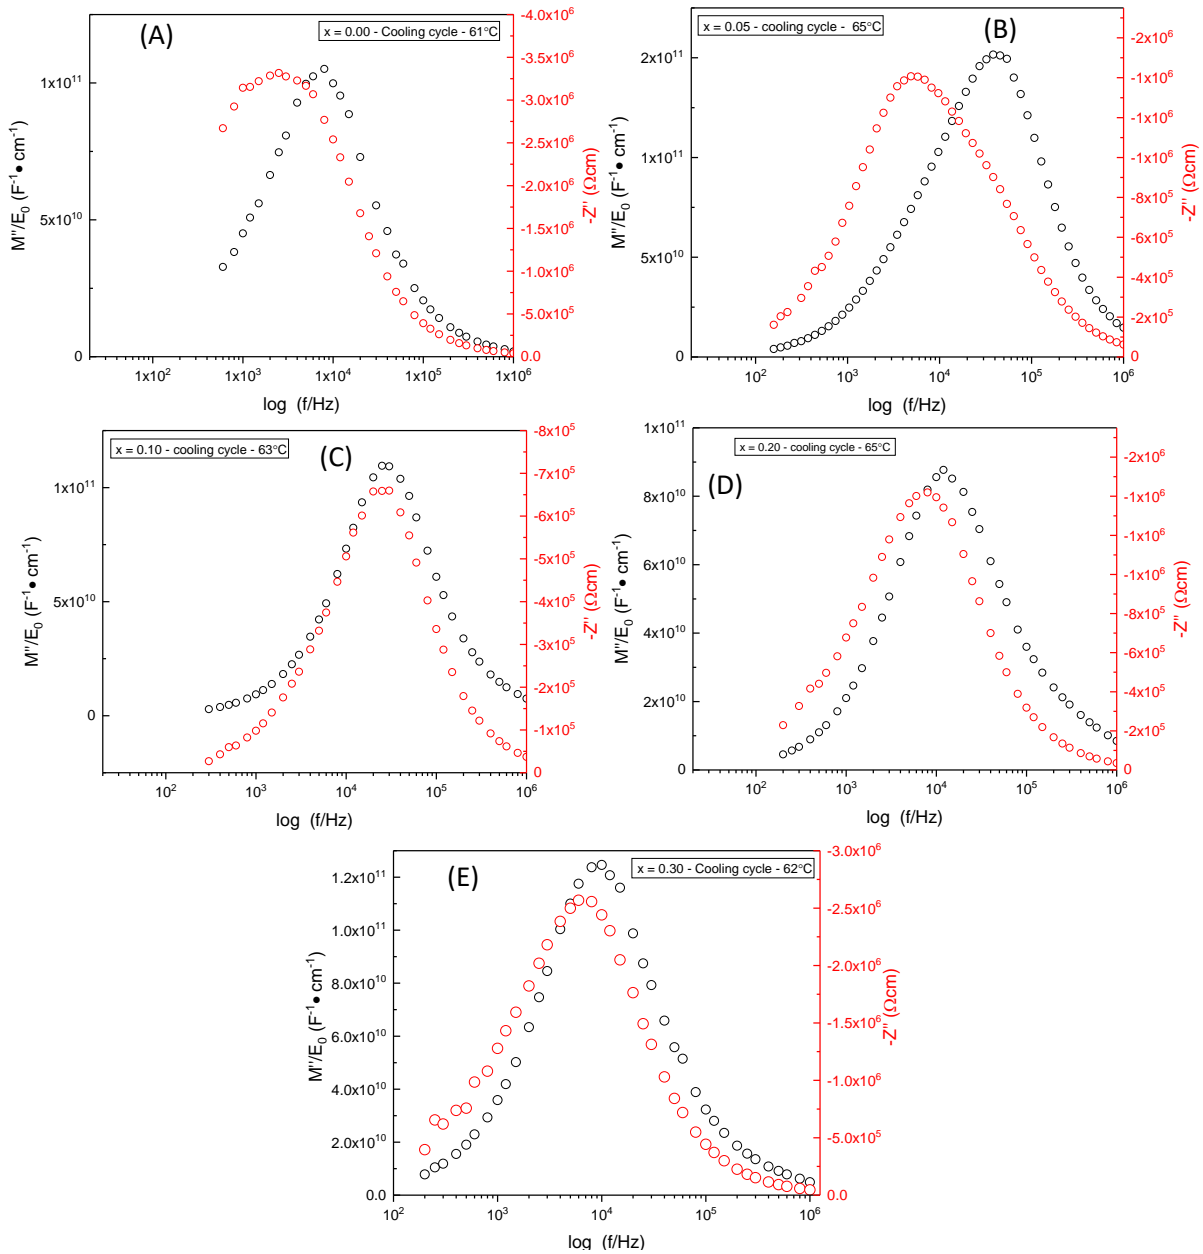 (A)
x = 0.00 - Cooling cycle - 61°C
1x10¹¹
5x10¹⁰
0
M''/E₀ (F⁻¹● cm⁻¹)
-4.0x10⁶
-3.5x10⁶
-3.0x10⁶
-2.5x10⁶
-2.0x10⁶
-1.5x10⁶
-1.0x10⁶
-5.0x10⁵
0.0
-Z'' (Ωcm)
1x10² 1x10³ 1x10⁴ 1x10⁵ 1x10⁶
log (f/Hz)
x = 0.05 - cooling cycle - 65°C
(B)
2x10¹¹
1x10¹¹
1x10¹¹
5x10¹⁰
0
M''/E₀ (F⁻¹● cm⁻¹)
-2x10⁶
-1x10⁶
-1x10⁶
-1x10⁶
-8x10⁵
-6x10⁵
-4x10⁵
-2x10⁵
0
-Z'' (Ωcm)
10² 10³ 10⁴ 10⁵ 10⁶
log (f/Hz)
x = 0.10 - cooling cycle - 63°C
(C)
1x10¹¹
5x10¹⁰
0
M''/E₀ (F⁻¹● cm⁻¹)
-8x10⁵
-7x10⁵
-6x10⁵
-5x10⁵
-4x10⁵
-3x10⁵
-2x10⁵
-1x10⁵
0
-Z'' (Ωcm)
10² 10³ 10⁴ 10⁵ 10⁶
log (f/Hz)
x = 0.20 - cooling cycle - 65°C
(D)
1x10¹¹
8x10¹⁰
6x10¹⁰
4x10¹⁰
2x10¹⁰
0
M''/E₀ (F⁻¹● cm⁻¹)
-2x10⁶
-1x10⁶
-1x10⁶
-1x10⁶
-8x10⁵
-6x10⁵
-4x10⁵
-2x10⁵
0
-Z'' (Ωcm)
10² 10³ 10⁴ 10⁵ 10⁶
log (f/Hz)
(E)
x = 0.30 - Cooling cycle - 62°C
1.2x10¹¹
1.0x10¹¹
8.0x10¹⁰
6.0x10¹⁰
4.0x10¹⁰
2.0x10¹⁰
0.0
M''/E₀ (F⁻¹● cm⁻¹)
-3.0x10⁶
-2.5x10⁶
-2.0x10⁶
-1.5x10⁶
-1.0x10⁶
-5.0x10⁵
0.0
-Z'' (Ωcm)
10² 10³ 10⁴ 10⁵ 10⁶
log (f/Hz)